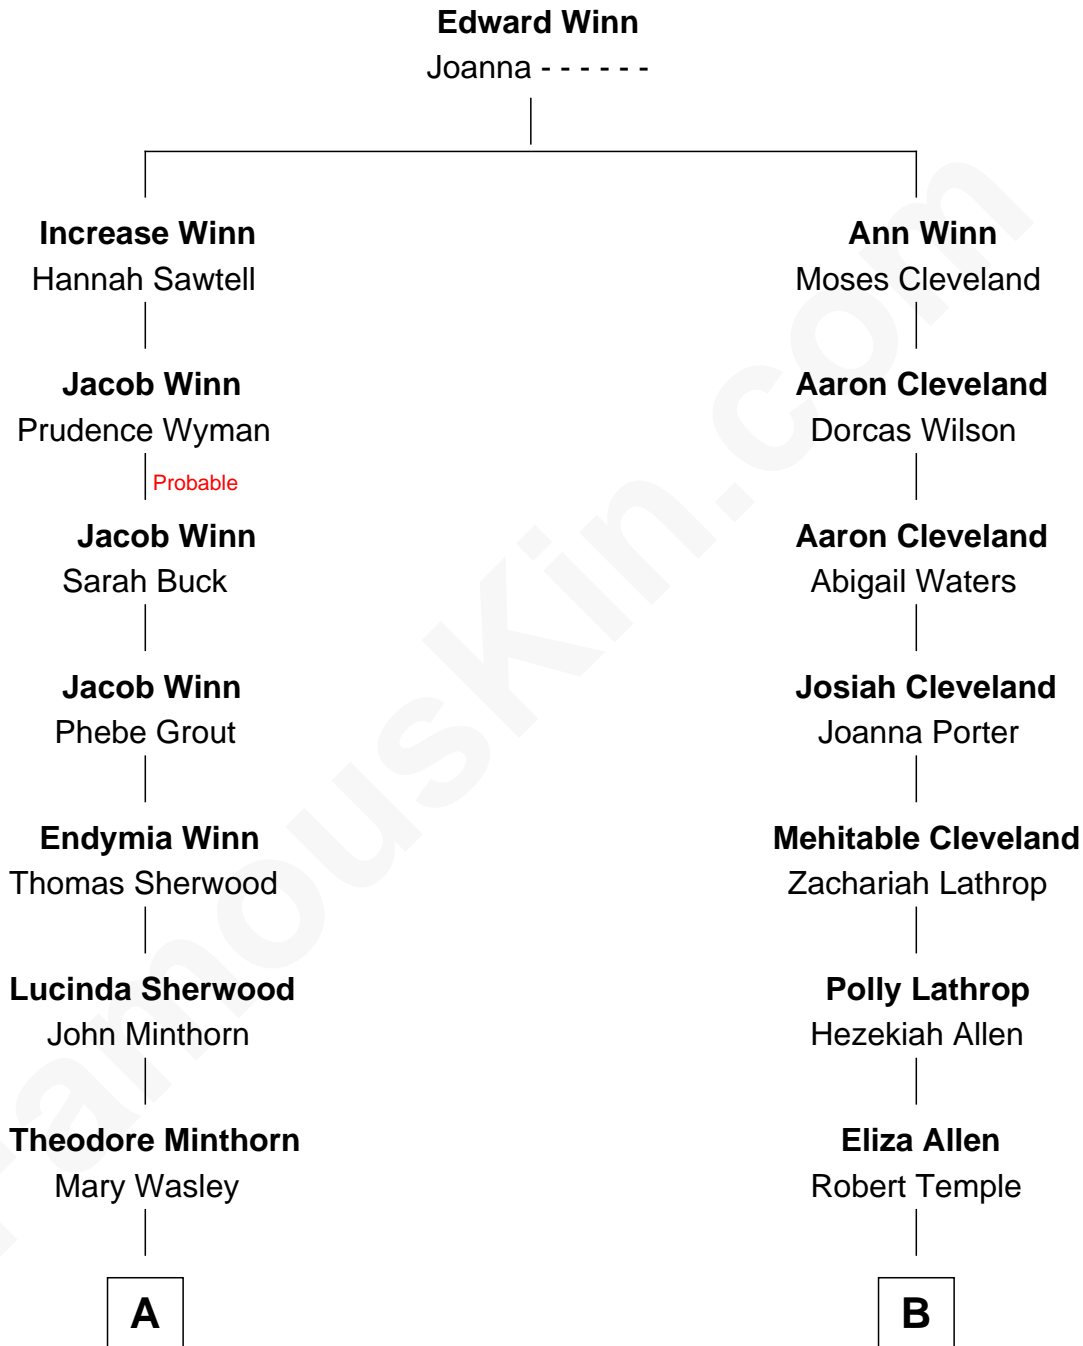 Edward Winn
Joanna - - - - - -
Increase Winn
Hannah Sawtell
Ann Winn
Moses Cleveland
Jacob Winn
Prudence Wyman
Aaron Cleveland
Dorcas Wilson
Probable
Jacob Winn
Sarah Buck
Aaron Cleveland
Abigail Waters
Jacob Winn
Phebe Grout
Josiah Cleveland
Joanna Porter
Endymia Winn
Thomas Sherwood
Mehitable Cleveland
Zachariah Lathrop
Lucinda Sherwood
John Minthorn
Polly Lathrop
Hezekiah Allen
Theodore Minthorn
Mary Wasley
Eliza Allen
Robert Temple
A
B
FamousKin.com